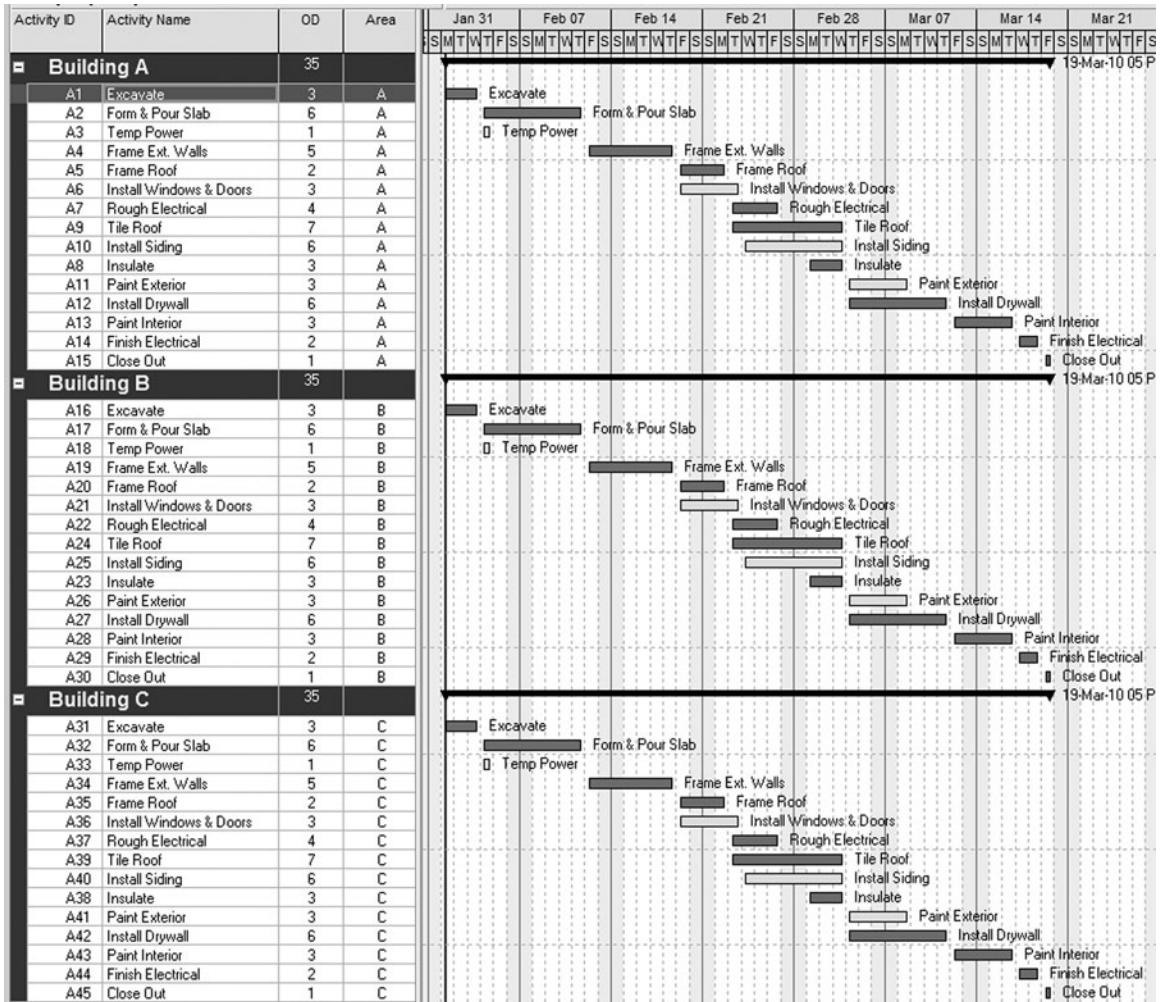 Activity ID Activity Name OD Area Jan 31 Feb 07 Feb 14 Feb 21 Feb 28 Mar 07 Mar 14 Mar 21
S S M T W T F S S M T W T F S S M T W T F S S M T W T F S S M T W T F S S M T W T F S S M T W T F S S M T W T F S
Building A 35 19-Mar-10 05 P
A1 Excavate 3 A Excavate
A2 Form & Pour Slab 6 A Form & Pour Slab
A3 Temp Power 1 A Temp Power
A4 Frame Ext. Walls 5 A Frame Ext. Walls
A5 Frame Roof 2 A Frame Roof
A6 Install Windows & Doors 3 A Install Windows & Doors
A7 Rough Electrical 4 A Rough Electrical
A9 Tile Roof 7 A Tile Roof
A10 Install Siding 6 A Install Siding
A8 Insulate 3 A Insulate
A11 Paint Exterior 3 A Paint Exterior
A12 Install Drywall 6 A Install Drywall
A13 Paint Interior 3 A Paint Interior
A14 Finish Electrical 2 A Finish Electrical
A15 Close Out 1 A Close Out
Building B 35 19-Mar-10 05 P
A16 Excavate 3 B Excavate
A17 Form & Pour Slab 6 B Form & Pour Slab
A18 Temp Power 1 B Temp Power
A19 Frame Ext. Walls 5 B Frame Ext. Walls
A20 Frame Roof 2 B Frame Roof
A21 Install Windows & Doors 3 B Install Windows & Doors
A22 Rough Electrical 4 B Rough Electrical
A24 Tile Roof 7 B Tile Roof
A25 Install Siding 6 B Install Siding
A23 Insulate 3 B Insulate
A26 Paint Exterior 3 B Paint Exterior
A27 Install Drywall 6 B Install Drywall
A28 Paint Interior 3 B Paint Interior
A29 Finish Electrical 2 B Finish Electrical
A30 Close Out 1 B Close Out
Building C 35 19-Mar-10 05 P
A31 Excavate 3 C Excavate
A32 Form & Pour Slab 6 C Form & Pour Slab
A33 Temp Power 1 C Temp Power
A34 Frame Ext. Walls 5 C Frame Ext. Walls
A35 Frame Roof 2 C Frame Roof
A36 Install Windows & Doors 3 C Install Windows & Doors
A37 Rough Electrical 4 C Rough Electrical
A39 Tile Roof 7 C Tile Roof
A40 Install Siding 6 C Install Siding
A38 Insulate 3 C Insulate
A41 Paint Exterior 3 C Paint Exterior
A42 Install Drywall 6 C Install Drywall
A43 Paint Interior 3 C Paint Interior
A44 Finish Electrical 2 C Finish Electrical
A45 Close Out 1 C Close Out